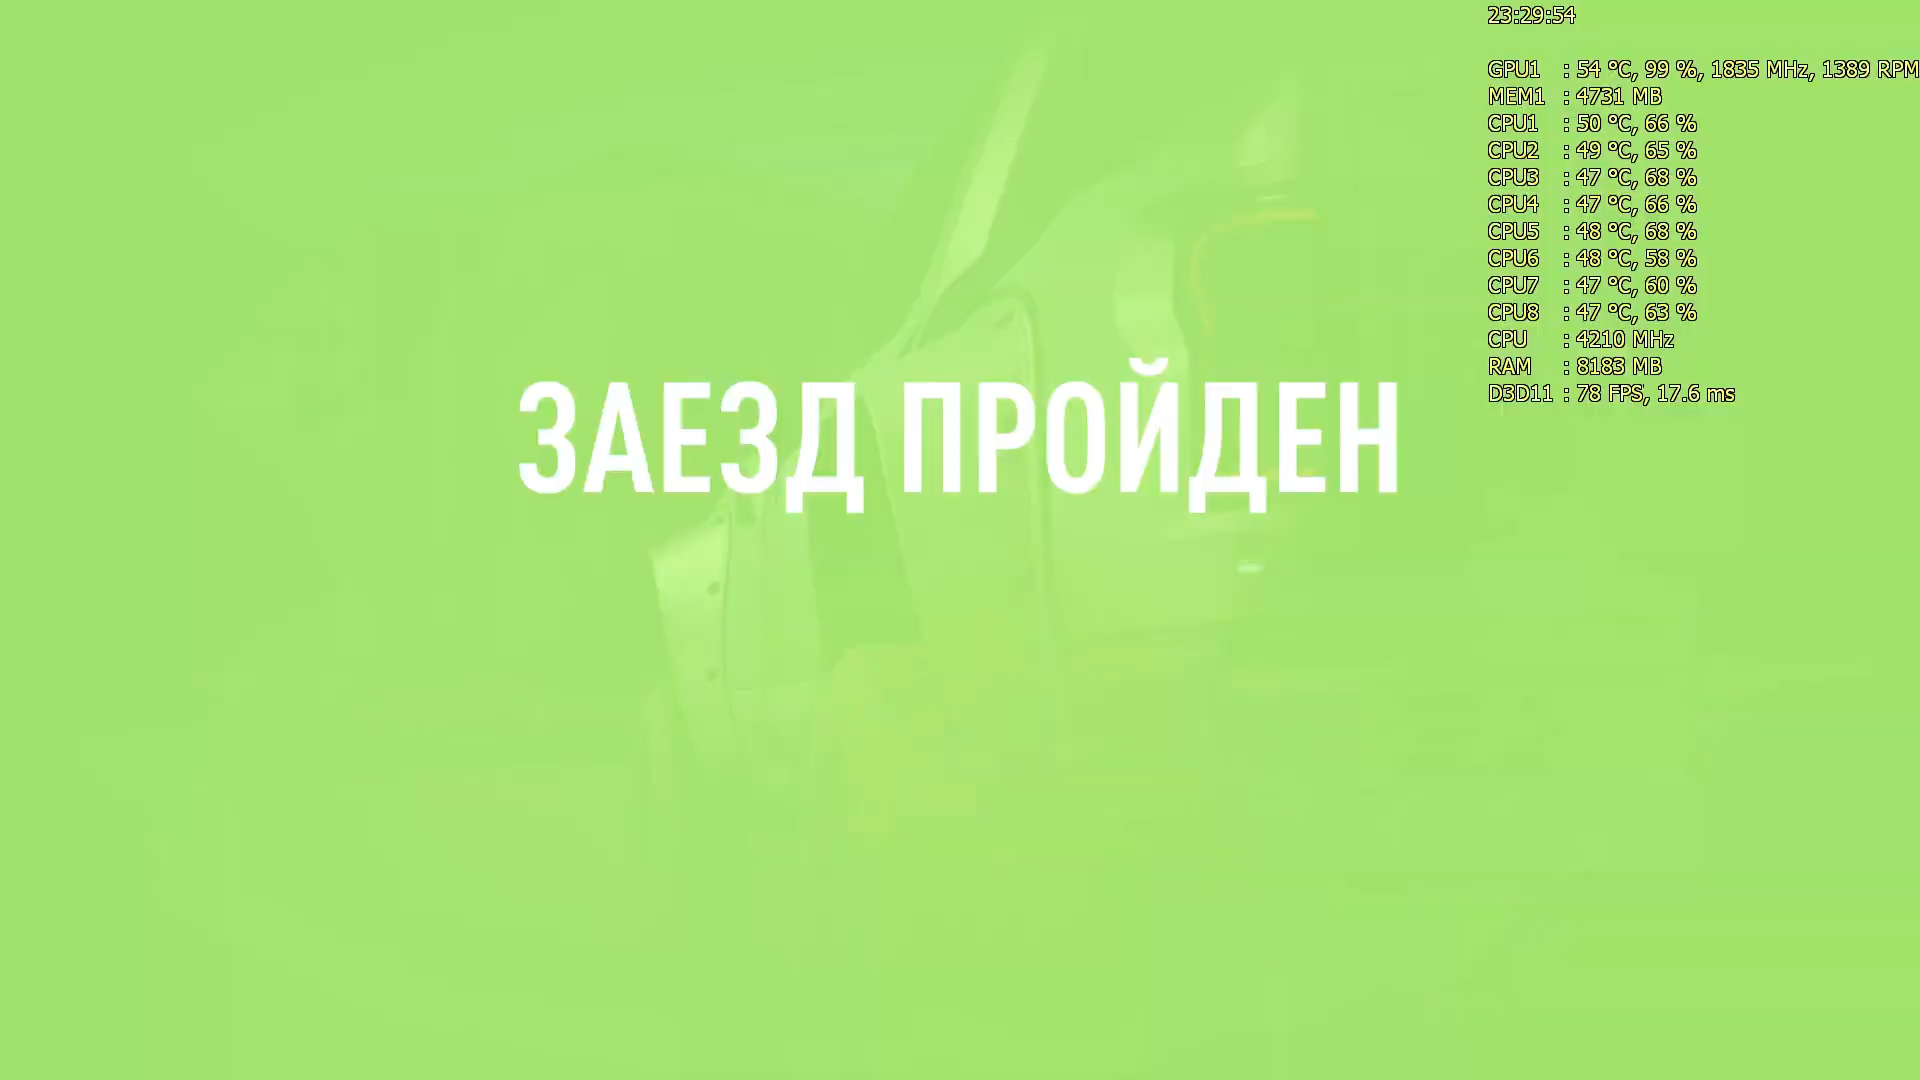 23:29:54
GPU1 : 54 °C, 99 %, 1835 MHz, 1389 RPM
MEM1 : 4731 MB
CPU1 : 50 °C, 66 %
CPU2 : 49 °C, 65 %
CPU3 : 47 °C, 68 %
CPU4 : 47 °C, 66 %
CPU5 : 48 °C, 68 %
CPU6 : 48 °C, 58 %
CPU7 : 47 °C, 60 %
CPU8 : 47 °C, 63 %
CPU : 4210 MHz
RAM : 8183 MB
D3D11 : 78 FPS, 17.6 ms
ЗАЕЗД ПРОЙДЕН